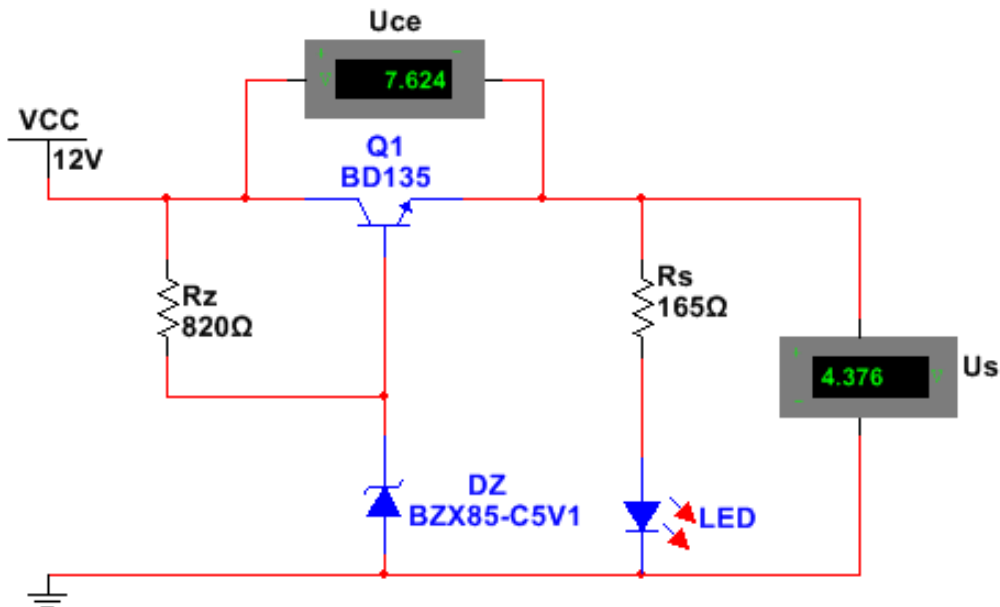 Uce
+ -
V 7.624
VCC
12V
Q1
BD135
Rz
820Ω
Rs
165Ω
+
4.376 V
-
Us
DZ
BZX85-C5V1
LED